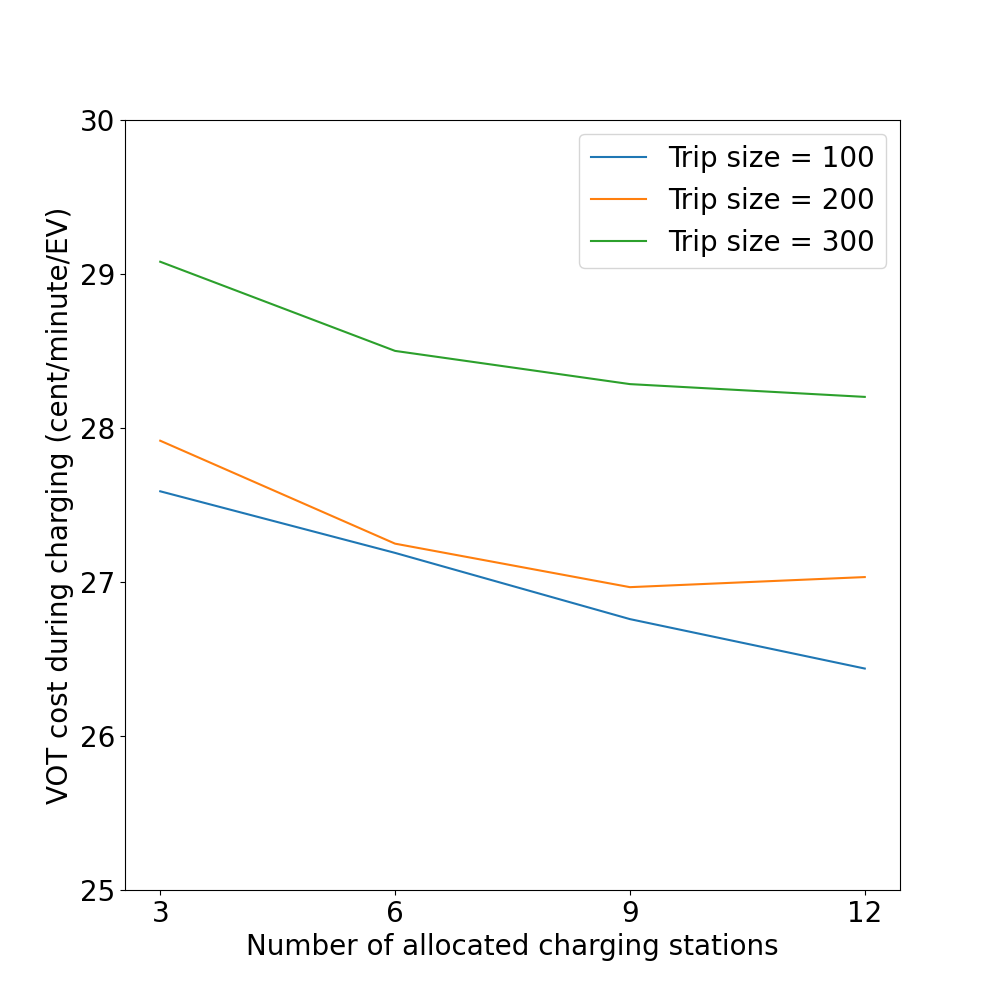 30
29
28
27
26
25
VOT cost during charging (cent/minute/EV)
Trip size = 100
Trip size = 200
Trip size = 300
3 6 9 12
Number of allocated charging stations